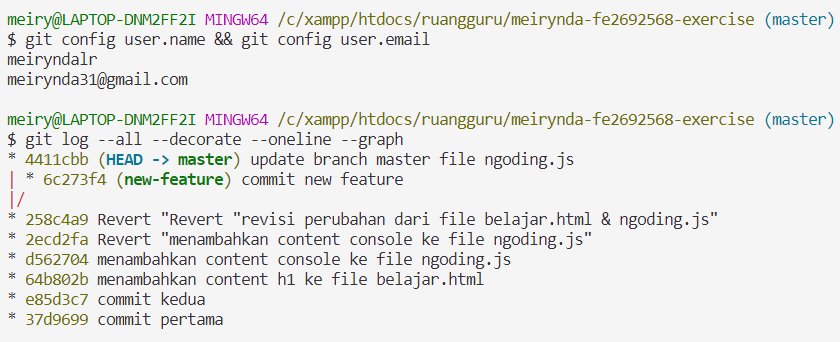 meiry@LAPTOP-DNM2FF2I MINGW64 /c/xampp/htdocs/ruangguru/meirynda-fe2692568-exercise (master)
$ git config user.name && git config user.email
meiryndalr
meirynda31@gmail.com
meiry@LAPTOP-DNM2FF2I MINGW64 /c/xampp/htdocs/ruangguru/meirynda-fe2692568-exercise (master)
$ git log --all --decorate --oneline --graph
* 4411cbb (HEAD -> master) update branch master file ngoding.js
| * 6c273f4 (new-feature) commit new feature
|/
* 258c4a9 Revert "Revert "revisi perubahan dari file belajar.html & ngoding.js"
* 2ecd2fa Revert "menambahkan content console ke file ngoding.js"
* d562704 menambahkan content console ke file ngoding.js
* 64b802b menambahkan content h1 ke file belajar.html
* e85d3c7 commit kedua
* 37d9699 commit pertama